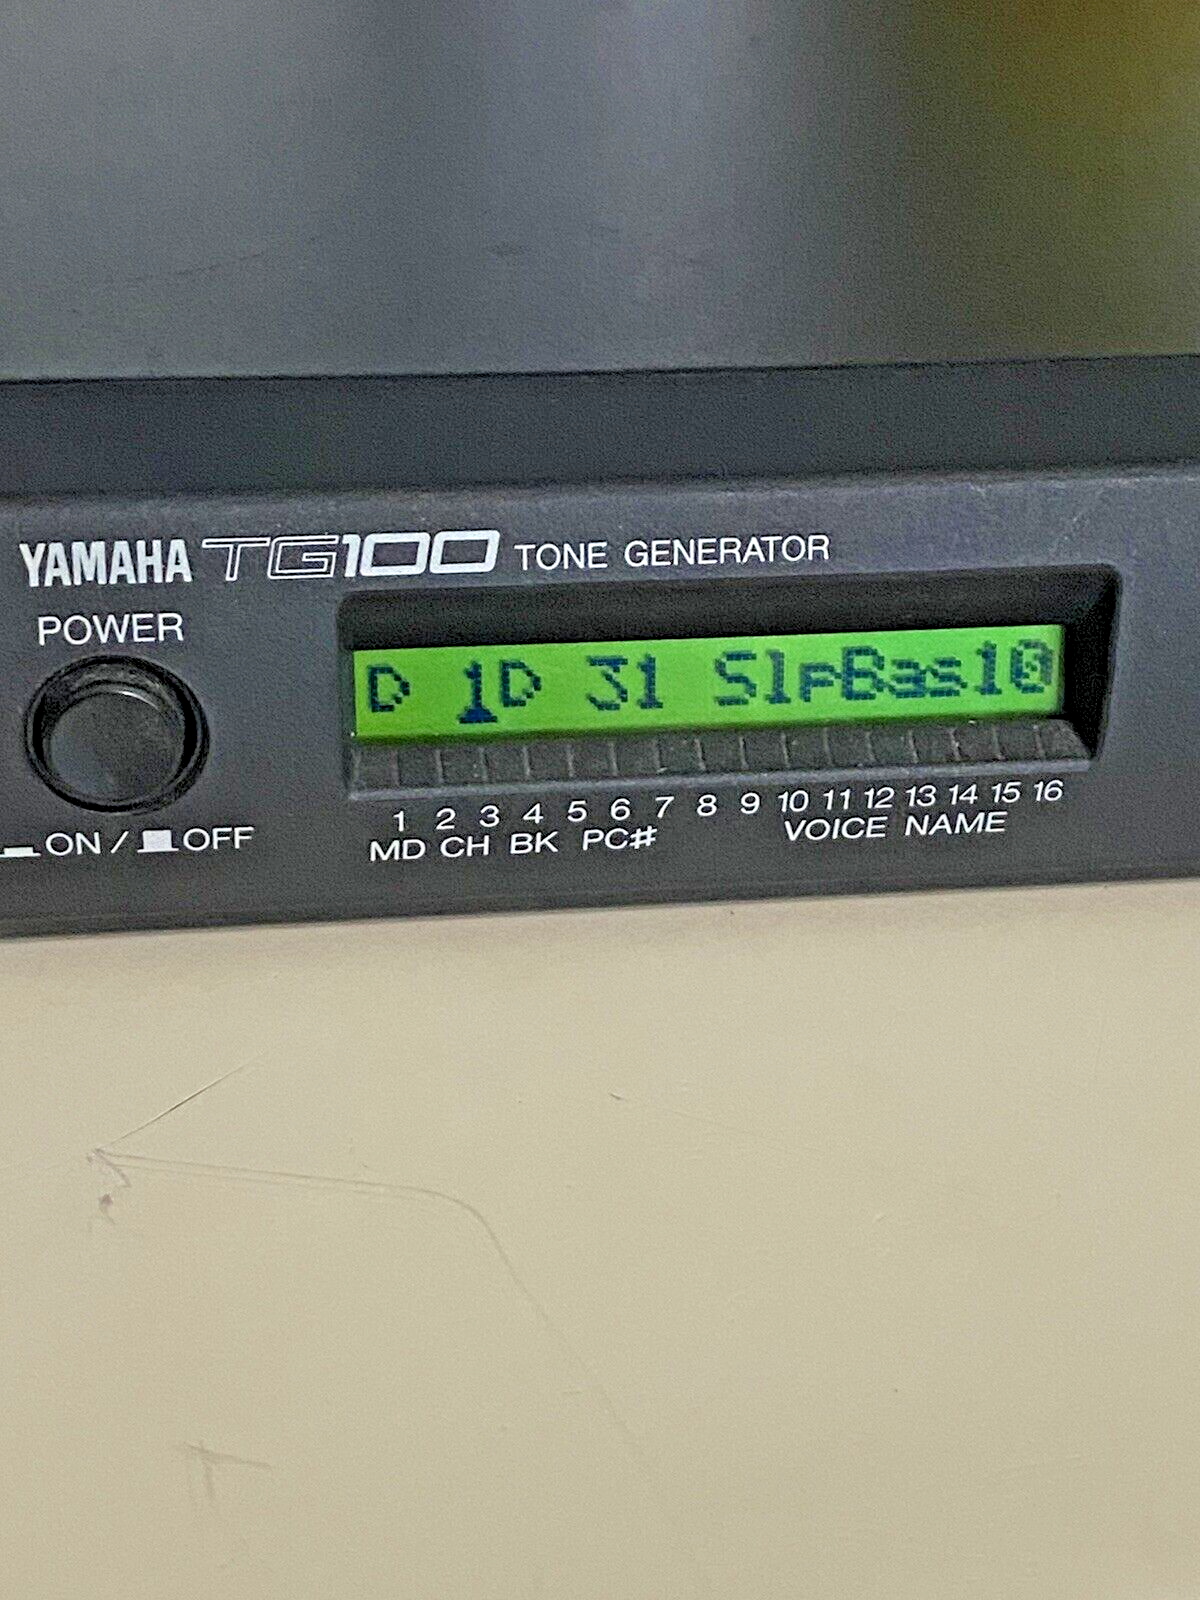 YAMAHA TG100 TONE GENERATOR
POWER
D 1D 31 SlpBas1
ON / OFF
1 2 3 4 5 6 7 8 9 10 11 12 13 14 15 16
MD CH BK PC# VOICE NAME